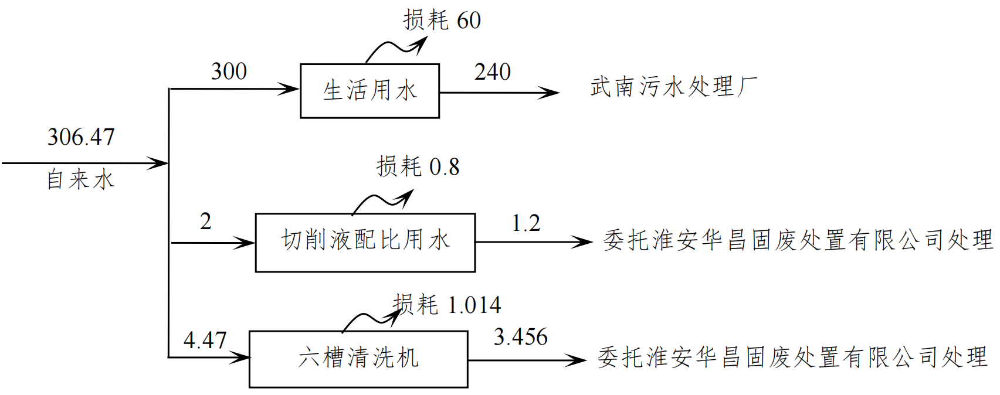 损耗 60
300
生活用水
240
武南污水处理厂
306.47
自来水
损耗 0.8
2
切削液配比用水
1.2
委托淮安华昌固废处置有限公司处理
损耗 1.014
4.47
六槽清洗机
3.456
委托淮安华昌固废处置有限公司处理